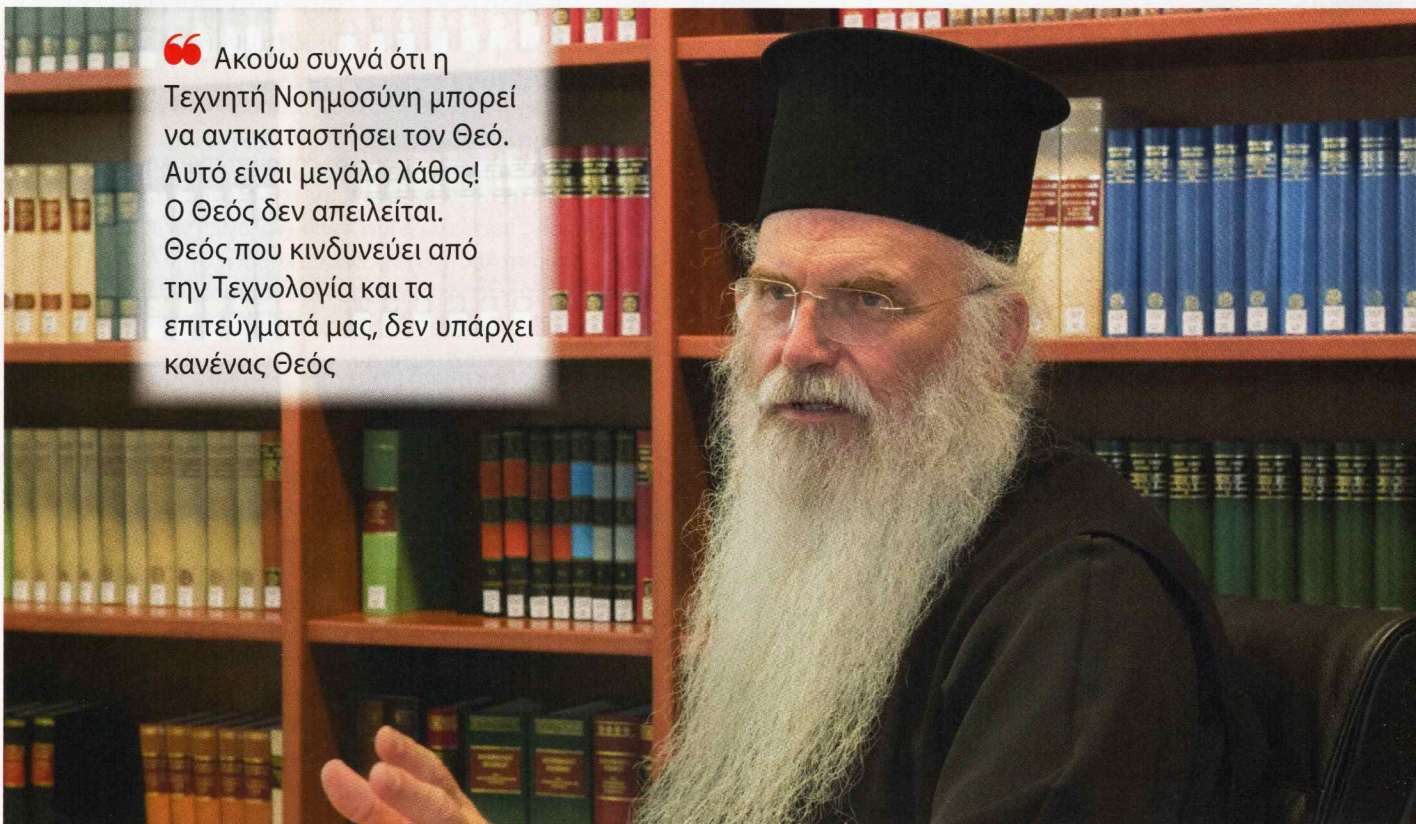 ❝ Ακούω συχνά ότι η
Τεχνητή Νοημοσύνη μπορεί
να αντικαταστήσει τον Θεό.
Αυτό είναι μεγάλο λάθος!
Ο Θεός δεν απειλείται.
Θεός που κινδυνεύει από
την Τεχνολογία και τα
επιτεύγματά μας, δεν υπάρχει
κανένας Θεός